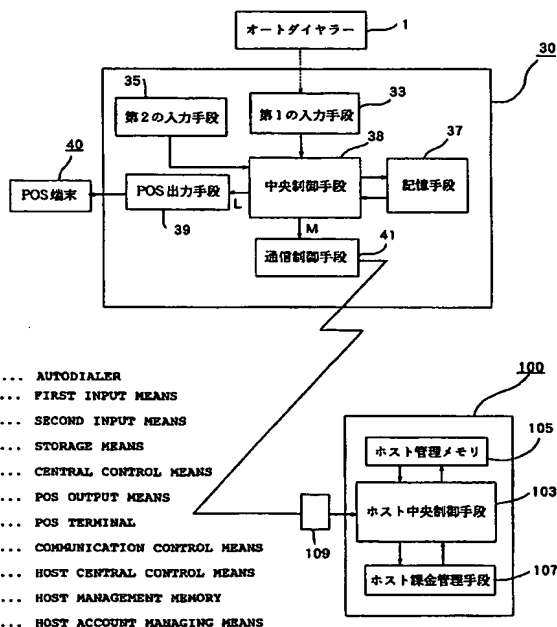 オートダイヤラー
1
30
35
33
第2の入力手段
第1の入力手段
38
37
40
POS端末
POS出力手段
中央制御手段
記憶手段
L
39
M
41
通信制御手段
... AUTODIALER
... FIRST INPUT MEANS
... SECOND INPUT MEANS
... STORAGE MEANS
... CENTRAL CONTROL MEANS
... POS OUTPUT MEANS
... POS TERMINAL
... COMMUNICATION CONTROL MEANS
... HOST CENTRAL CONTROL MEANS
... HOST MANAGEMENT MEMORY
... HOST ACCOUNT MANAGING MEANS
100
105
ホスト管理メモリ
103
ホスト中央制御手段
109
ホスト課金管理手段
107